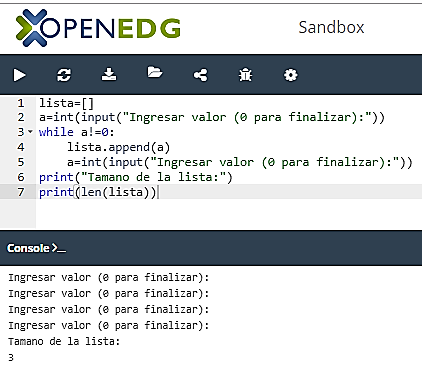 OPENEDG
Sandbox
1 lista=[]
2 a=int(input("Ingresar valor (0 para finalizar):"))
3 while a!=0:
4     lista.append(a)
5     a=int(input("Ingresar valor (0 para finalizar):"))
6 print("Tamano de la lista:")
7 print(len(lista))
Console >_
Ingresar valor (0 para finalizar):
Ingresar valor (0 para finalizar):
Ingresar valor (0 para finalizar):
Ingresar valor (0 para finalizar):
Tamano de la lista:
3